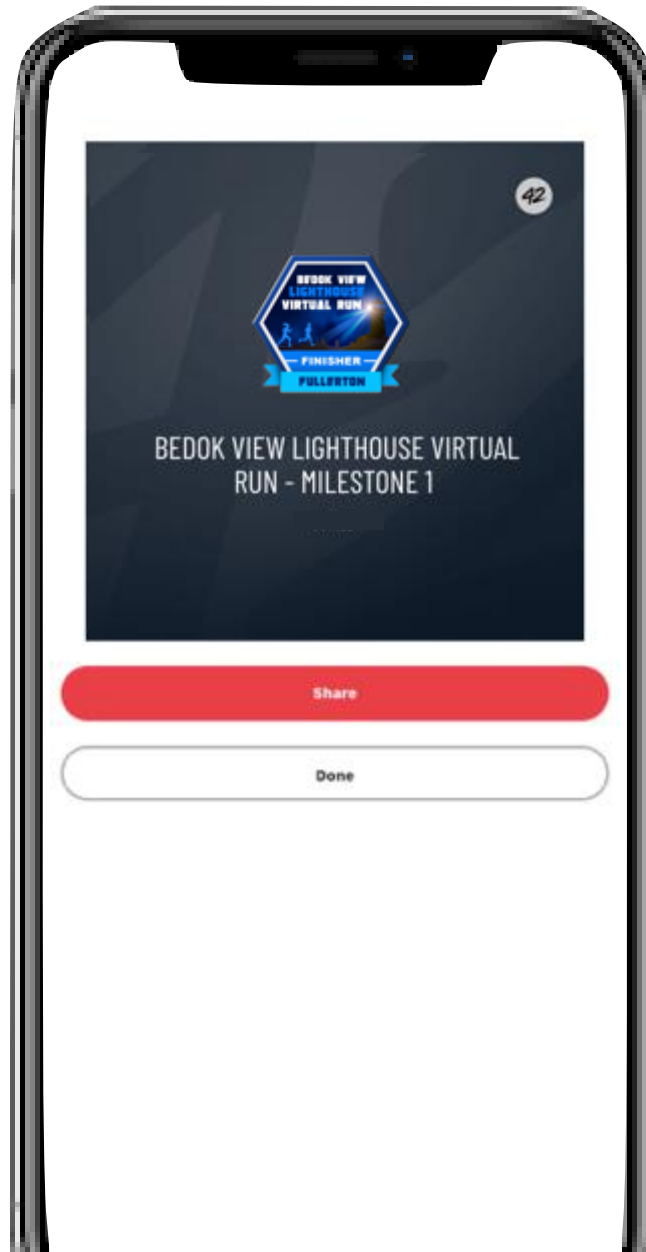 42
BEDOK VIEW
LIGHTHOUSE
VIRTUAL RUN
FINISHER
FULLERTON
BEDOK VIEW LIGHTHOUSE VIRTUAL
RUN - MILESTONE 1
Share
Done